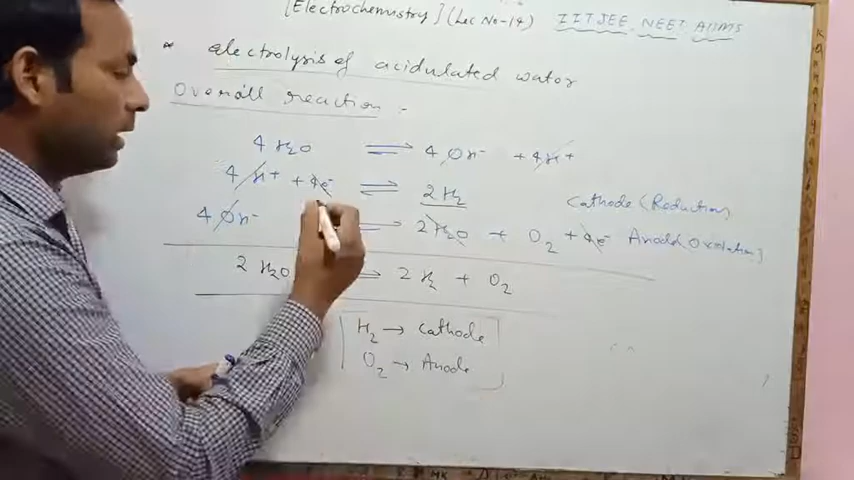 [Electrochemistry] (Lec No-14) IITJEE, NEET AIIMS
* electrolysis of acidulated water
Overall reaction :-
4 H2O ⇌ 4 OH- + 4H+
4 H+ + 4e- ⇌ 2 H2 Cathode (Reduction)
4 OH- ⇌ 2 H2O + O2 + 4e- Anode (Oxidation)
2 H2O ⇌ 2 H2 + O2
H2 → Cathode
O2 → Anode